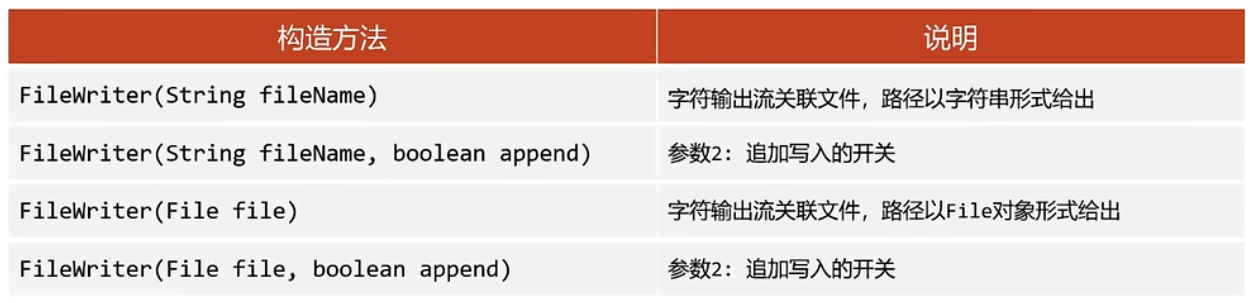 构造方法
说明
FileWriter(String fileName)
字符输出流关联文件，路径以字符串形式给出
FileWriter(String fileName, boolean append)
参数2：追加写入的开关
FileWriter(File file)
字符输出流关联文件，路径以File对象形式给出
FileWriter(File file, boolean append)
参数2：追加写入的开关